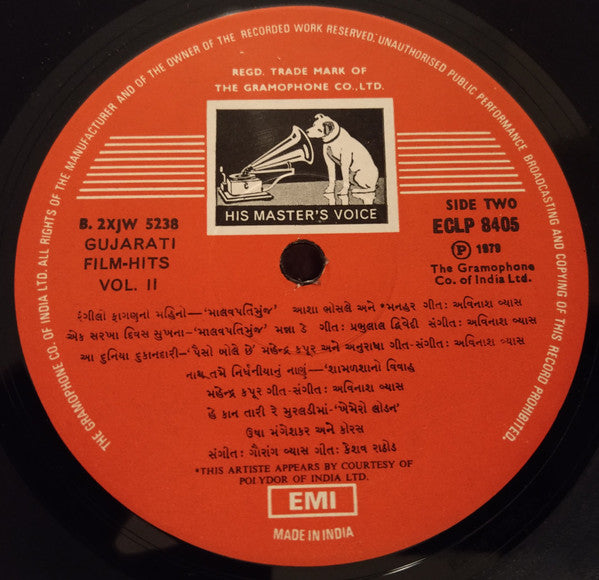 THE GRAMOPHONE CO. OF INDIA LTD. ALL RIGHTS OF THE MANUFACTURER AND OF THE OWNER OF THE RECORDED WORK RESERVED. UNAUTHORISED PUBLIC PERFORMANCE BROADCASTING AND COPYING OF THIS RECORD PROHIBITED.
REGD. TRADE MARK OF
THE GRAMOPHONE CO., LTD.
HIS MASTER'S VOICE
B. 2XJW 5238
GUJARATI
FILM-HITS
VOL. II
SIDE TWO
ECLP 8405
P 1979
The Gramophone
Co. of India Ltd.
રંગીલો ફાગણનો મહિનો—'માલવપતિમુંજ' આશા ભોંસલે અને *મનહર ગીત: અવિનાશ વ્યાસ
એક સરખા દિવસ સુખના-'માલવપતિમુંજ' મન્ના ડે ગીત: પ્રભુલાલ દ્વિવેદી સંગીત: અવિનાશ વ્યાસ
આ દુનિયા દુકાનદારી-'પૈસો બોલે છે' મહેન્દ્ર કપૂર અને અનુરાધા ગીત-સંગીત: અવિનાશ વ્યાસ
નાથ તમે નિર્ધનીયાનું નાણું—'શામળશાનો વિવાહ
મહેન્દ્ર કપૂર ગીત-સંગીત: અવિનાશ વ્યાસ
હે કાન તારી રે મુરલડીમાં-'ખેમરો લોડન'
ઉષા મંગેશકર અને કોરસ
સંગીત: ગૌરાંગ વ્યાસ ગીત: કેશવ રાઠોડ
*THIS ARTISTE APPEARS BY COURTESY OF
POLYDOR OF INDIA LTD.
EMI
MADE IN INDIA